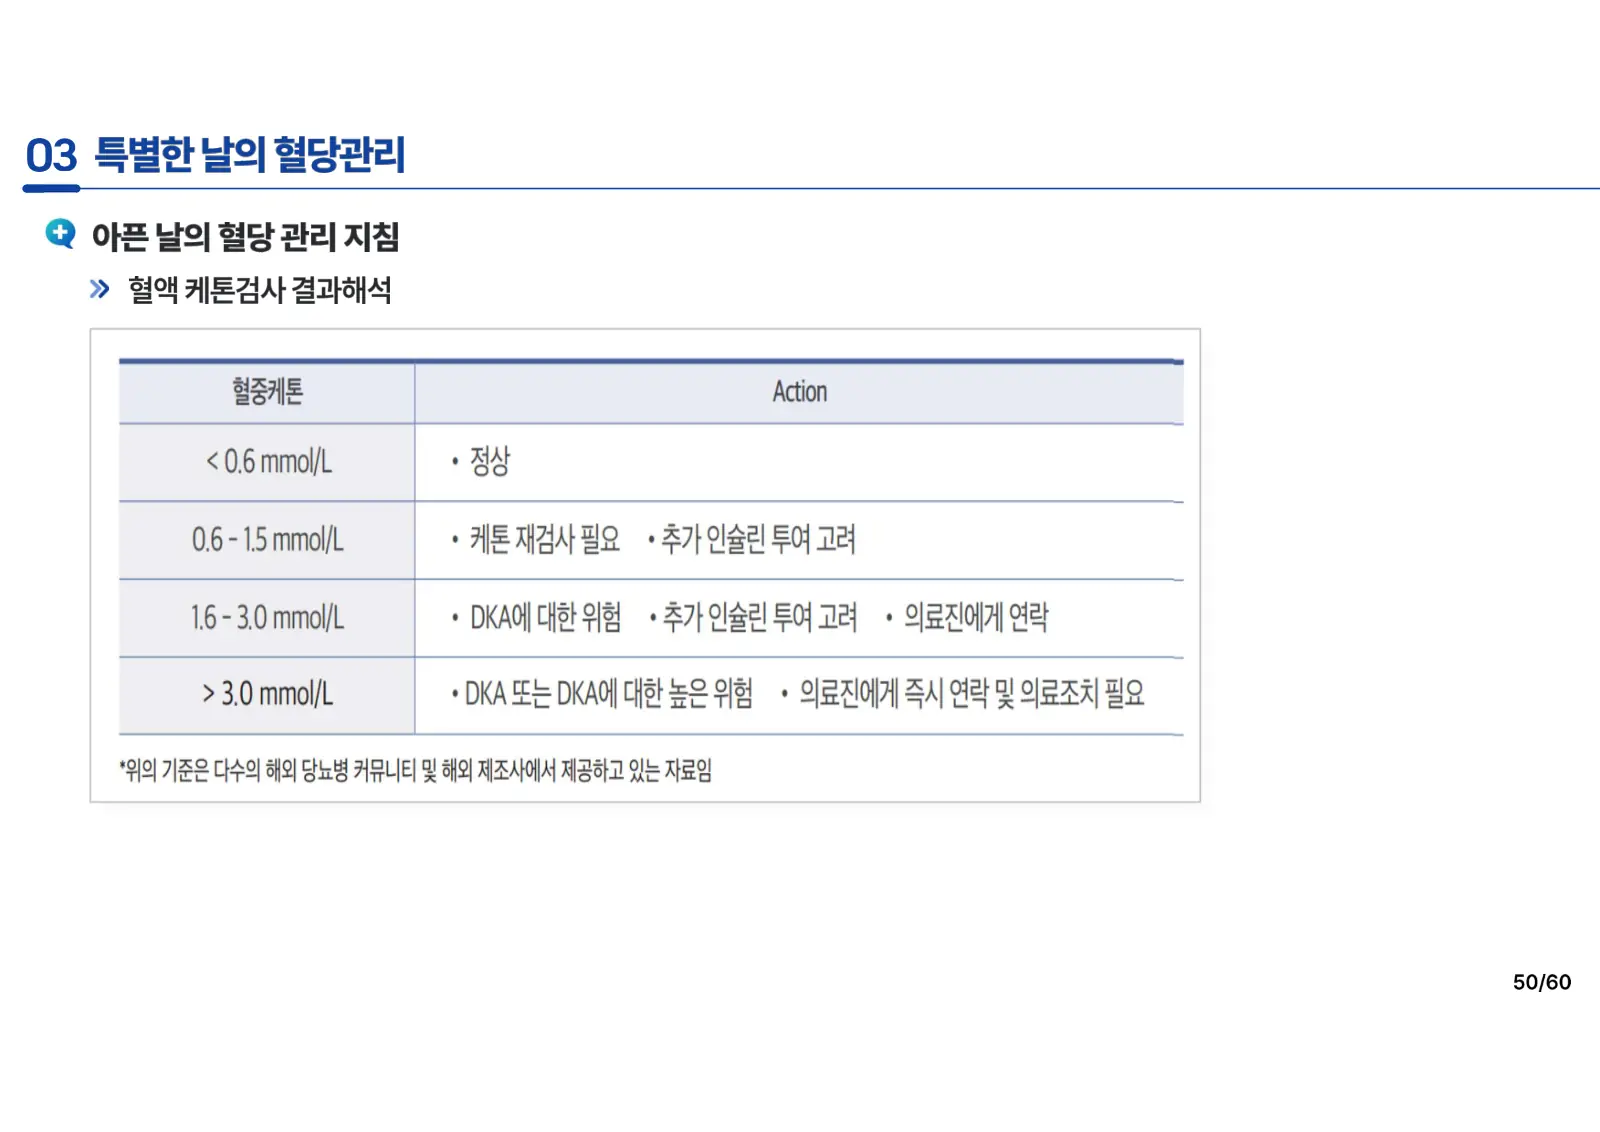 03 특별한 날의 혈당관리
아픈 날의 혈당 관리 지침
혈액 케톤검사 결과해석
혈중케톤 Action
< 0.6 mmol/L • 정상
0.6 - 1.5 mmol/L • 케톤 재검사 필요 • 추가 인슐린 투여 고려
1.6 - 3.0 mmol/L • DKA에 대한 위험 • 추가 인슐린 투여 고려 • 의료진에게 연락
> 3.0 mmol/L • DKA 또는 DKA에 대한 높은 위험 • 의료진에게 즉시 연락 및 의료조치 필요
*위의 기준은 다수의 해외 당뇨병 커뮤니티 및 해외 제조사에서 제공하고 있는 자료임
50/60